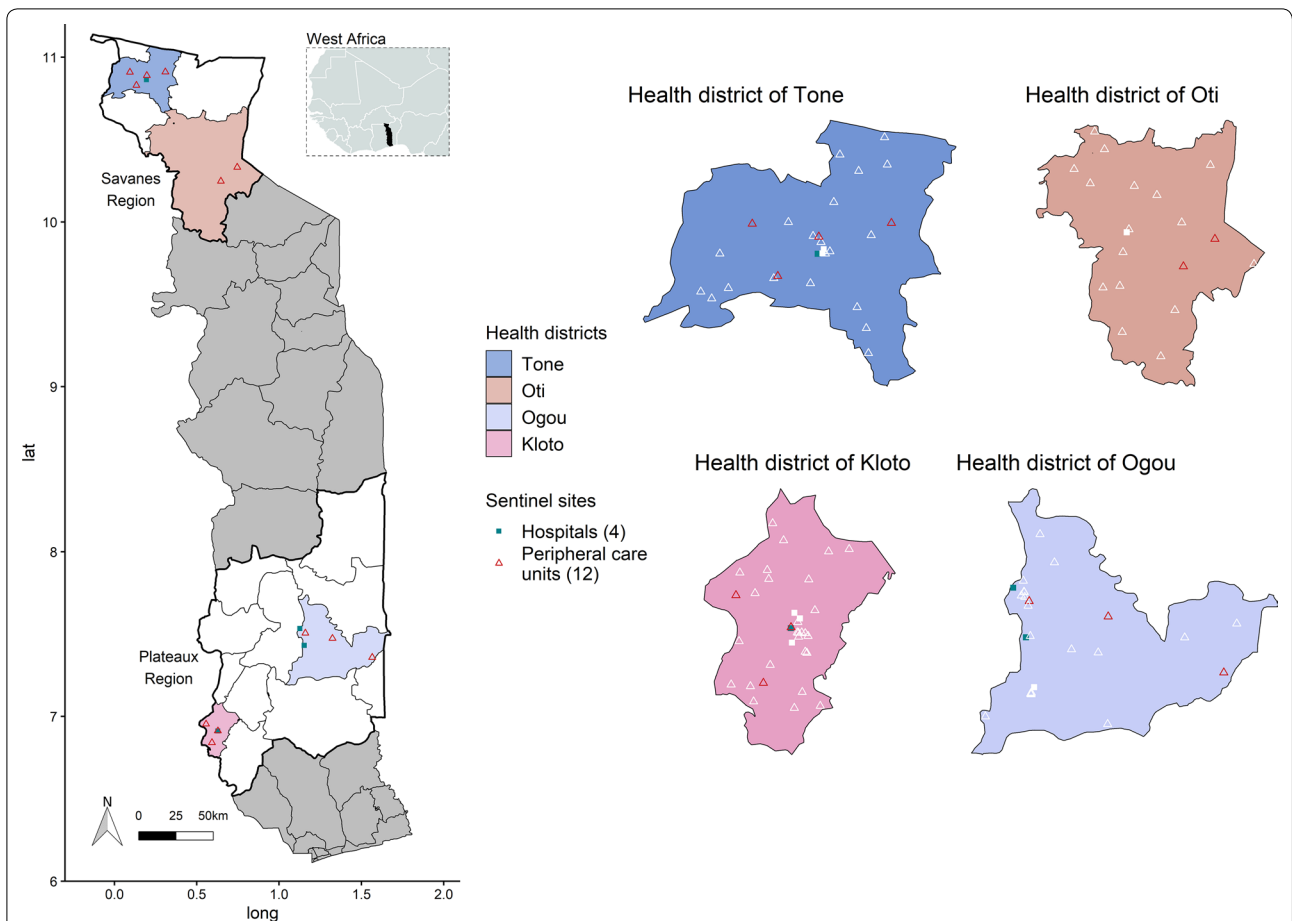 West Africa
11
10
9
8
7
6
lat
Savanes
Region
Plateaux
Region
N
0 25 50km
0.0 0.5 1.0 1.5 2.0
long
Health districts
Tone
Oti
Ogou
Kloto
Sentinel sites
Hospitals (4)
Peripheral care
units (12)
Health district of Tone
Health district of Oti
Health district of Kloto
Health district of Ogou